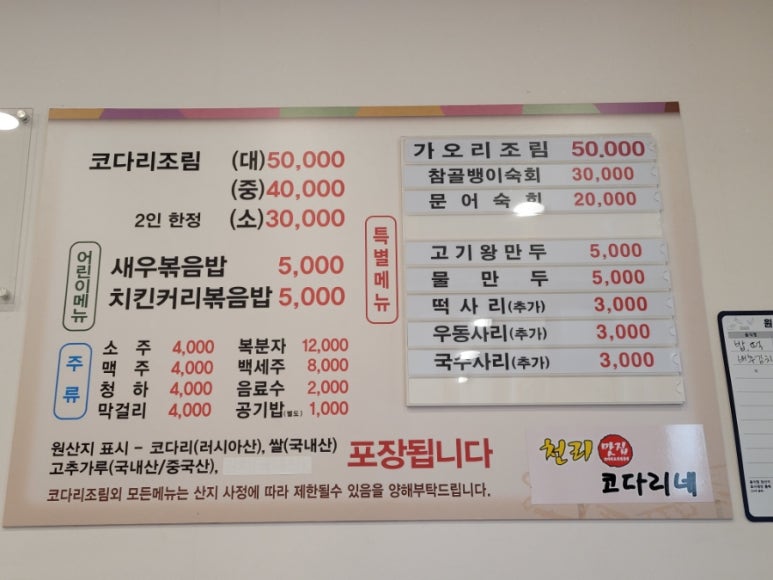 코다리조림 (대)50,000
(중)40,000
2인 한정 (소)30,000
어린이메뉴
새우볶음밥 5,000
치킨커리볶음밥 5,000
주류
소주 4,000 복분자 12,000
맥주 4,000 백세주 8,000
청하 4,000 음료수 2,000
막걸리 4,000 공기밥(별도) 1,000
특별메뉴
가오리조림 50.000
참골뱅이숙회 30,000
문어숙회 20,000
고기왕만두 5,000
물만두 5,000
떡사리(추가) 3,000
우동사리(추가) 3,000
국수사리(추가) 3,000
원산지 표시 - 코다리(러시아산), 쌀(국내산)
고추가루(국내산/중국산),
포장됩니다
코다리조림외 모든메뉴는 산지 사정에 따라 제한될수 있음을 양해부탁드립니다.
천리 맛집
코다리네
원
밥, 떡
배추김치